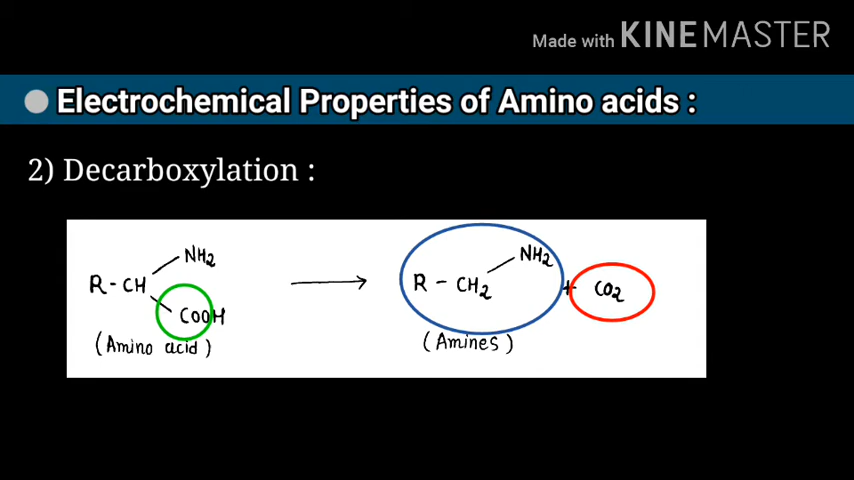 Made with KINEMASTER
Electrochemical Properties of Amino acids :
2) Decarboxylation :
NH2
R - CH
COOH
(Amino acid)
NH2
R - CH2
+ CO2
(Amines)